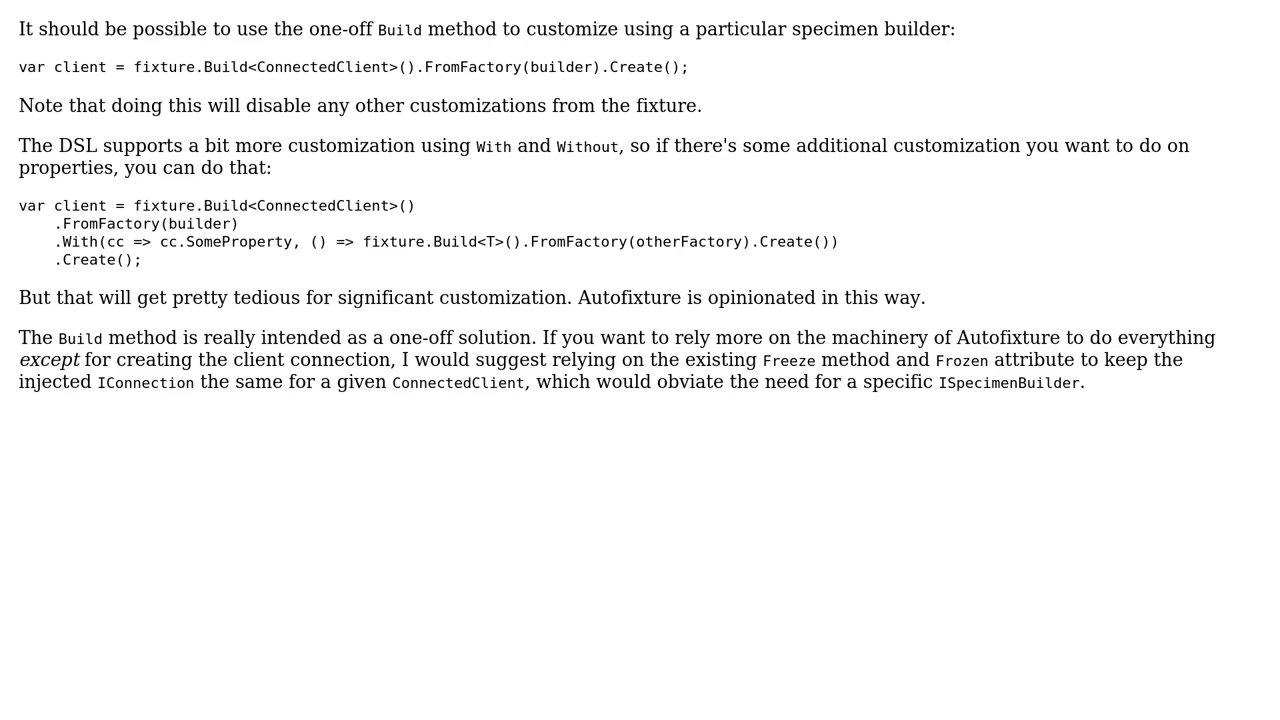 It should be possible to use the one-off Build method to customize using a particular specimen builder:
var client = fixture.Build<ConnectedClient>().FromFactory(builder).Create();
Note that doing this will disable any other customizations from the fixture.
The DSL supports a bit more customization using With and Without, so if there's some additional customization you want to do on
properties, you can do that:
var client = fixture.Build<ConnectedClient>()
    .FromFactory(builder)
    .With(cc => cc.SomeProperty, () => fixture.Build<T>().FromFactory(otherFactory).Create())
    .Create();
But that will get pretty tedious for significant customization. Autofixture is opinionated in this way.
The Build method is really intended as a one-off solution. If you want to rely more on the machinery of Autofixture to do everything
except for creating the client connection, I would suggest relying on the existing Freeze method and Frozen attribute to keep the
injected IConnection the same for a given ConnectedClient, which would obviate the need for a specific ISpecimenBuilder.